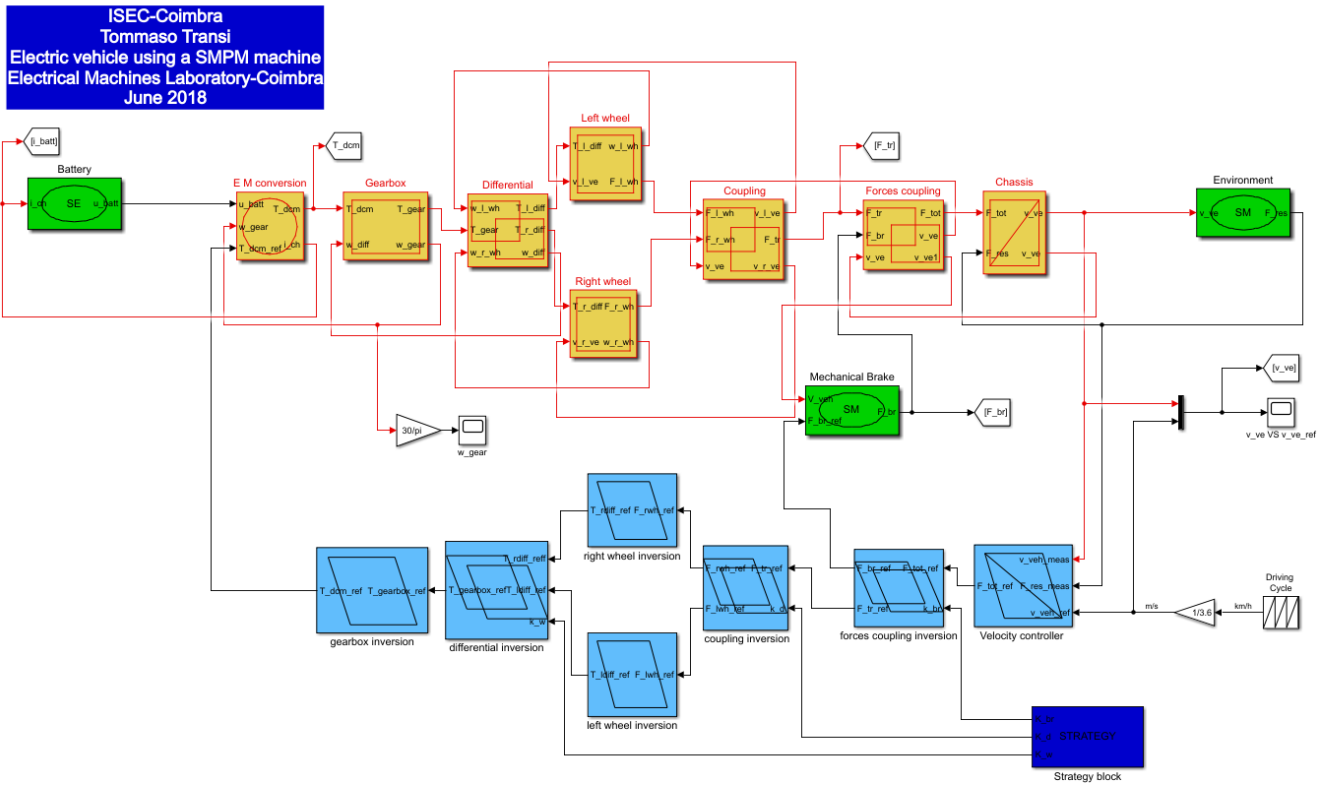 ISEC-Coimbra
Tommaso Transi
Electric vehicle using a SMPM machine
Electrical Machines Laboratory-Coimbra
June 2018
[i_batt]
Battery
i_ch
SE
u_batt
T_dcm
E M conversion
u_batt
T_dcm
w_gear
T_dcm_ref
i_ch
Gearbox
T_dcm
T_gear
w_diff
w_gear
Differential
w_l_wh
T_l_diff
T_gear
T_r_diff
w_r_wh
w_diff
Left wheel
T_l_diff
w_l_wh
v_l_ve
F_l_wh
Right wheel
T_r_diff
F_r_wh
v_r_ve
w_r_wh
Coupling
F_l_wh
v_l_ve
F_r_wh
F_tr
v_ve
v_r_ve
[F_tr]
Forces coupling
F_tr
F_tot
F_br
v_ve
v_ve
v_ve1
Chassis
F_tot
v_ve
F_res
v_ve
Environment
v_ve
SM
F_res
Mechanical Brake
V_veh
SM
F_br
F_br_ref
[F_br]
[v_ve]
v_ve VS v_ve_ref
30/pi
w_gear
T_rdiff_ref
F_rwh_ref
right wheel inversion
T_dcm_ref
T_gearbox_ref
gearbox inversion
T_rdiff_reff
T_gearbox_ref
T_ldiff_ref
k_w
differential inversion
T_ldiff_ref
F_lwh_ref
left wheel inversion
F_rwh_ref
F_tr_ref
F_lwh_ref
k_c
coupling inversion
F_br_ref
F_tot_ref
F_tr_ref
k_br
forces coupling inversion
v_veh_meas
F_tot_ref
F_res_meas
v_veh_ref
Velocity controller
m/s
1/3.6
km/h
Driving
Cycle
STRATEGY
Strategy block